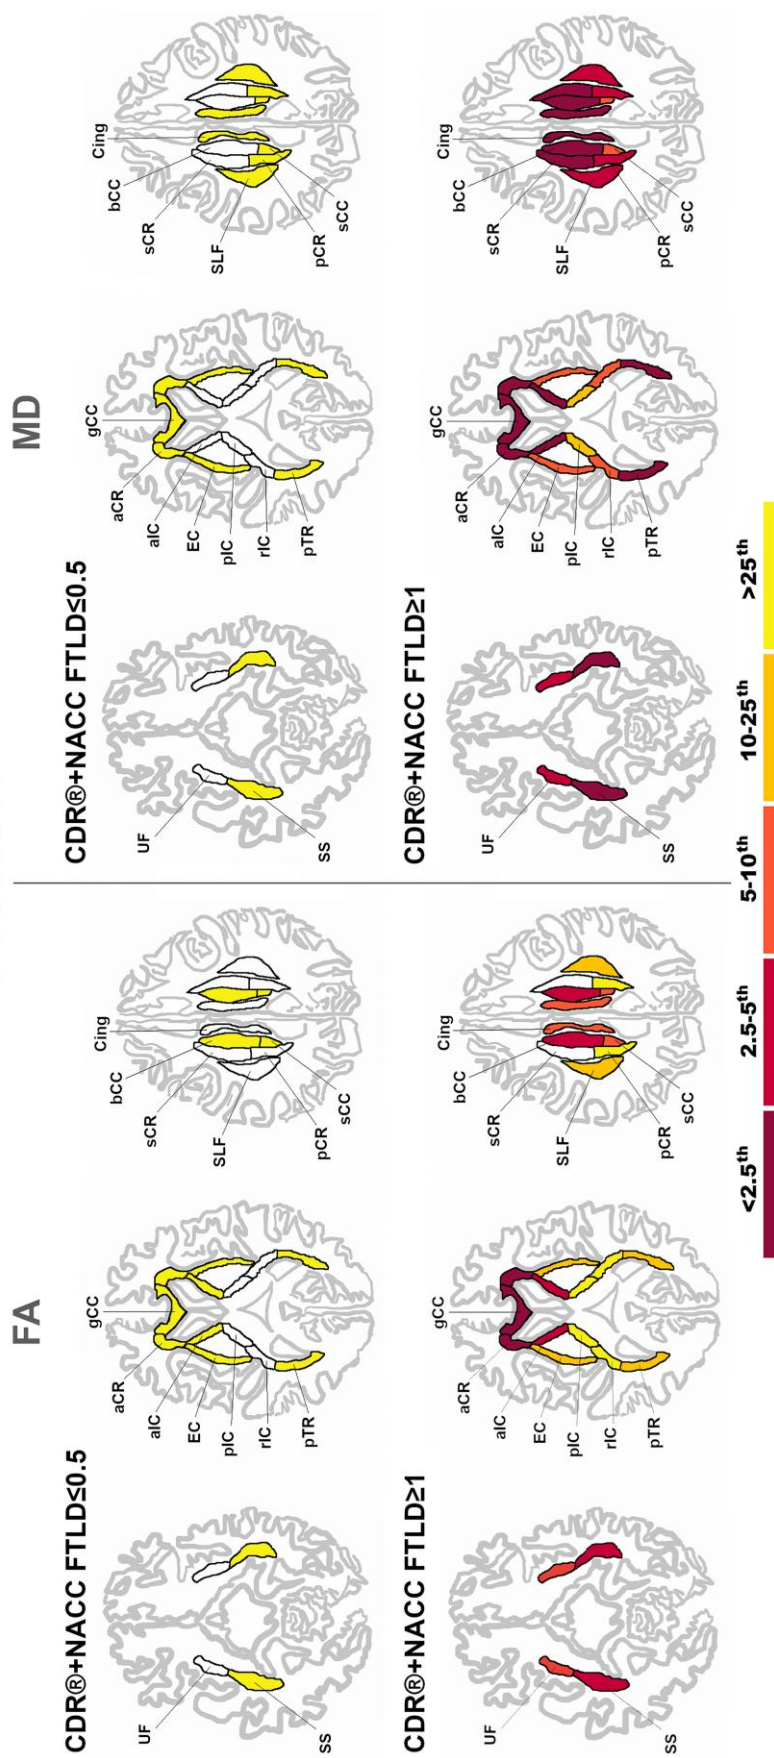 FA
CDR®+NACC FTLD≤0.5
UF
SS
gCC
aCR
aIC
EC
pIC
rIC
pTR
Cing
bCC
sCR
SLF
pCR
sCC
CDR®+NACC FTLD≥1
UF
SS
gCC
aCR
aIC
EC
pIC
rIC
pTR
Cing
bCC
sCR
SLF
pCR
sCC
MD
CDR®+NACC FTLD≤0.5
UF
SS
gCC
aCR
aIC
EC
pIC
rIC
pTR
Cing
bCC
sCR
SLF
pCR
sCC
CDR®+NACC FTLD≥1
UF
SS
gCC
aCR
aIC
EC
pIC
rIC
pTR
Cing
bCC
sCR
SLF
pCR
sCC
<2.5th 2.5-5th 5-10th 10-25th >25th